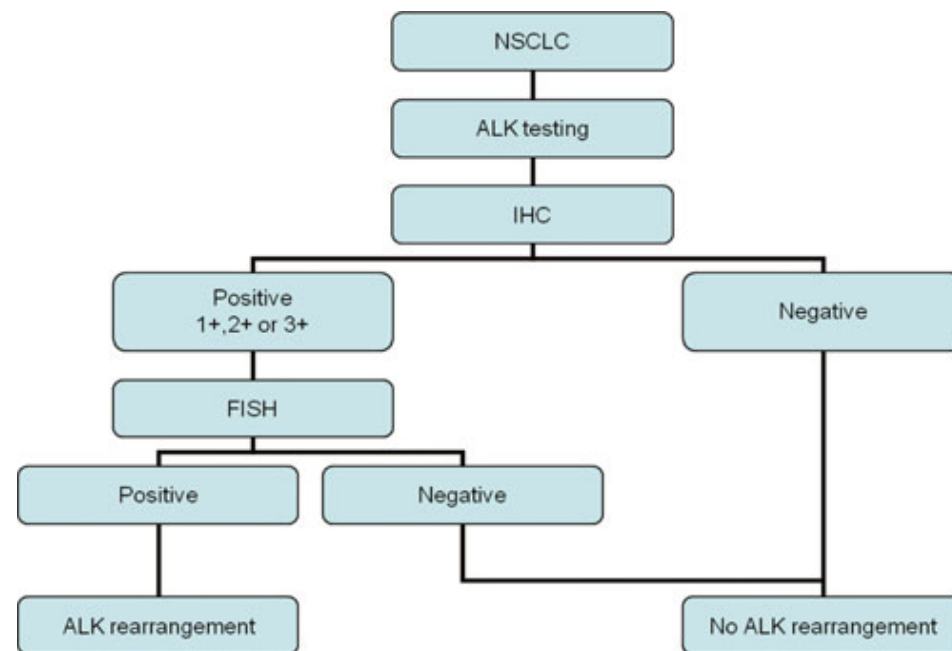 NSCLC
ALK testing
IHC
Positive
1+,2+ or 3+
Negative
FISH
Positive
Negative
ALK rearrangement
No ALK rearrangement